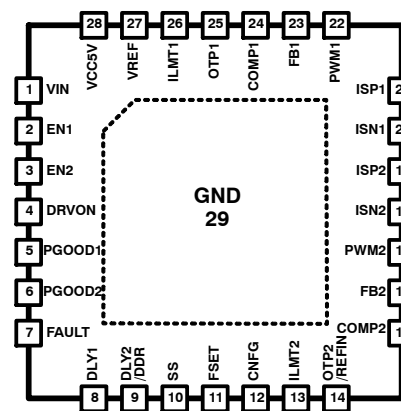 28 27 26 25 24 23 22
VCC5V VREF ILMT1 OTP1 COMP1 FB1 PWM1
1 VIN
2 EN1
3 EN2
4 DRVON
5 PGOOD1
6 PGOOD2
7 FAULT
GND
29
ISP1
ISN1
ISP2
ISN2
PWM2
FB2
COMP2
DLY1 DLY2 /DDR SS FSET CNFG ILMT2 OTP2 /REFIN
8 9 10 11 12 13 14